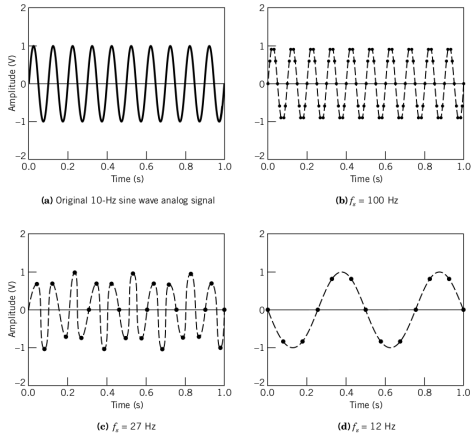 2
1
0
−1
−2
0.0 0.2 0.4 0.6 0.8 1.0
Time (s)
Amplitude (V)
(a) Original 10-Hz sine wave analog signal
2
1
0
−1
−2
0.0 0.2 0.4 0.6 0.8 1.0
Time (s)
(b) fs = 100 Hz
2
1
0
−1
−2
0.0 0.2 0.4 0.6 0.8 1.0
Time (s)
Amplitude (V)
(c) fs = 27 Hz
2
1
0
−1
−2
0.0 0.2 0.4 0.6 0.8 1.0
Time (s)
(d) fs = 12 Hz